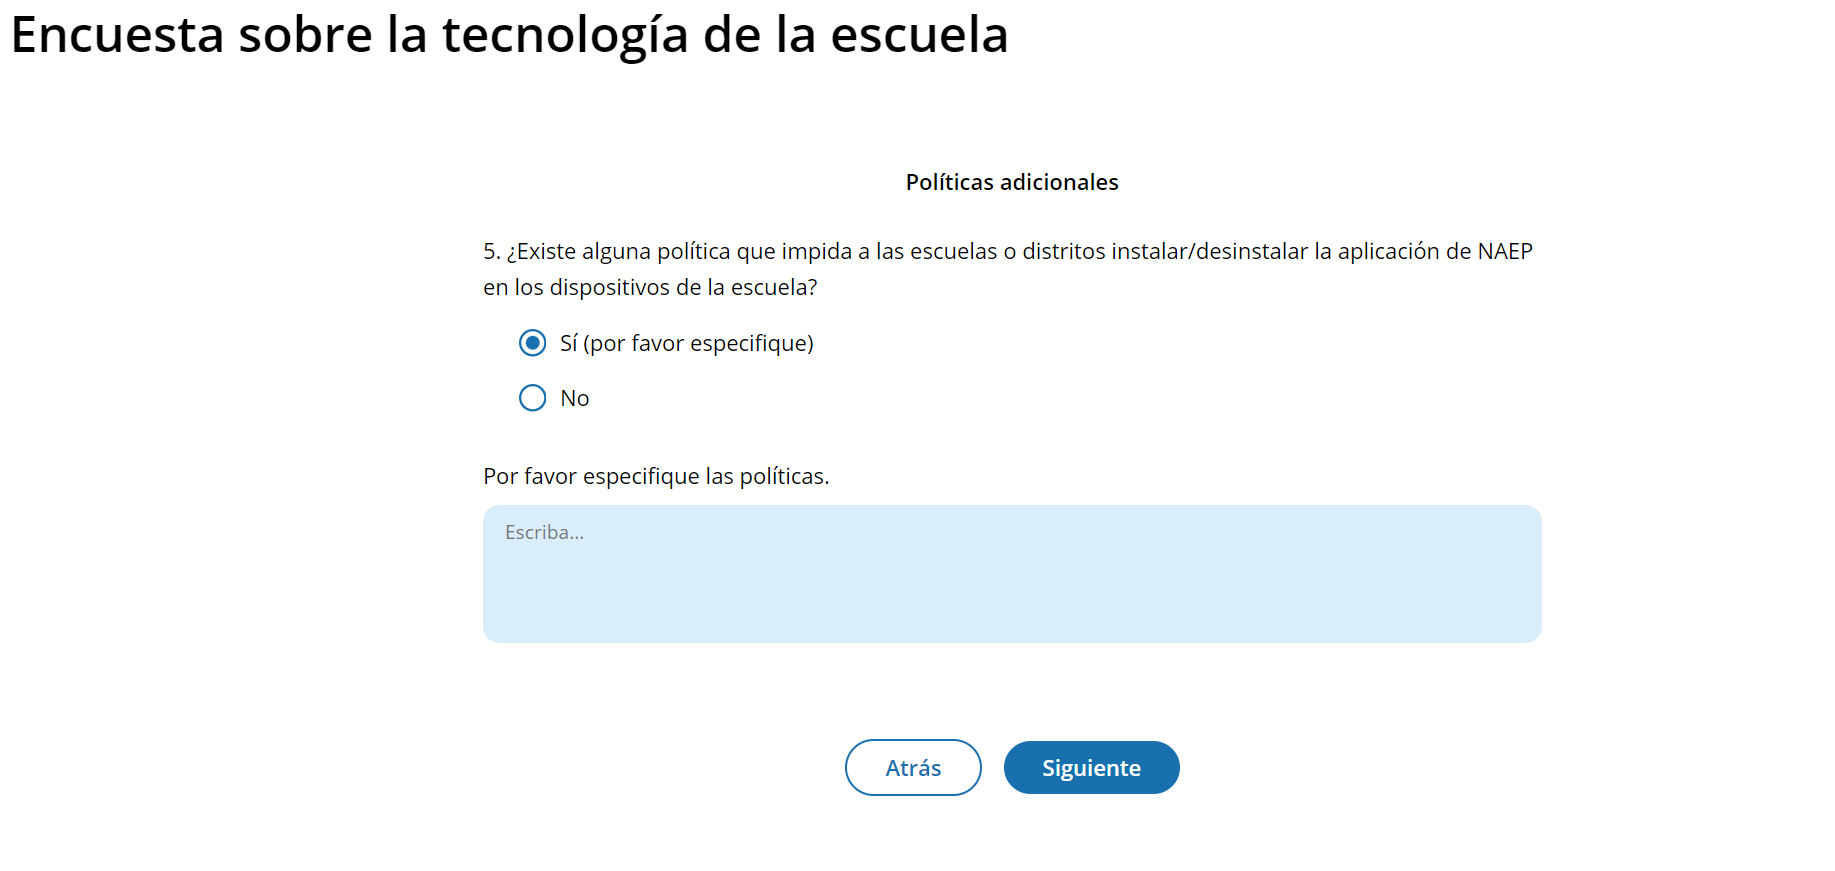 Encuesta sobre la tecnología de la escuela
Políticas adicionales
5. ¿Existe alguna política que impida a las escuelas o distritos instalar/desinstalar la aplicación de NAEP
en los dispositivos de la escuela?
Sí (por favor especifique)
No
Por favor especifique las políticas.
Escriba...
Atrás
Siguiente